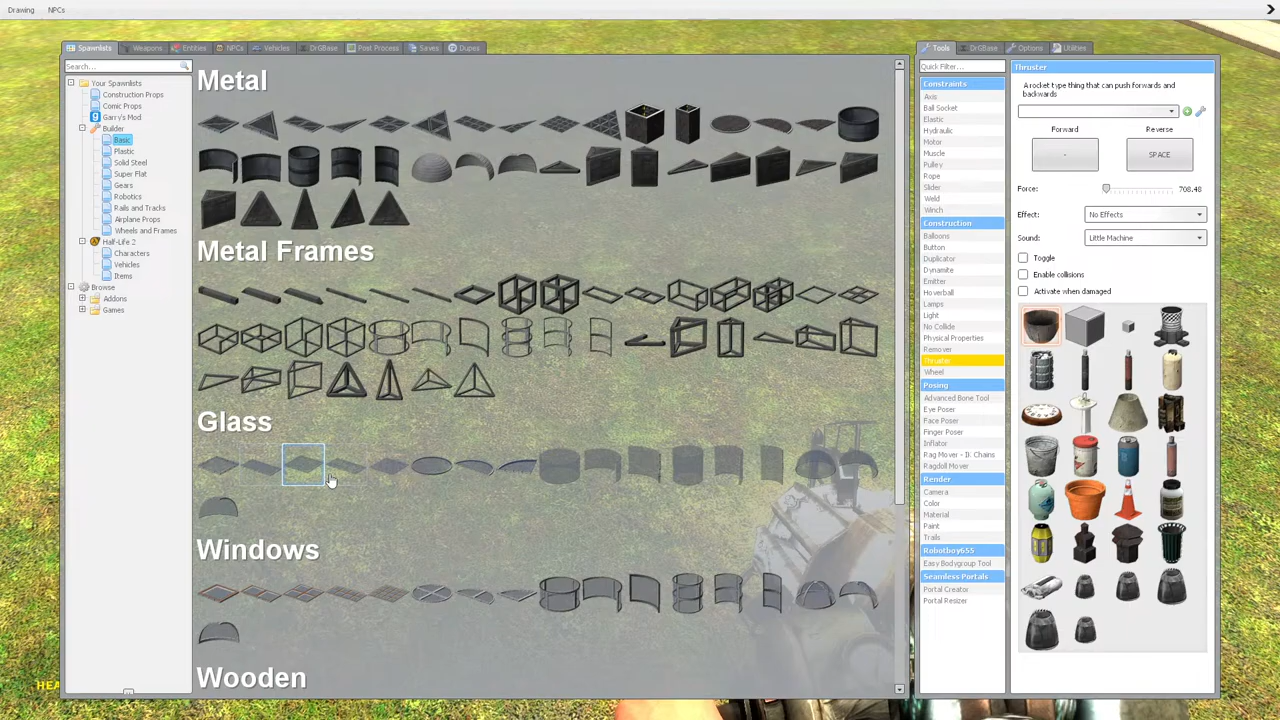 Drawing NPCs
Spawnlists Weapons Entities NPCs Vehicles DrGBase Post Process Saves Dupes
Search...
Your Spawnlists
Construction Props
Comic Props
Garry's Mod
Builder
Basic
Plastic
Solid Steel
Super Flat
Gears
Robotics
Rails and Tracks
Airplane Props
Wheels and Frames
Half-Life 2
Characters
Vehicles
Items
Browse
Addons
Games
Metal
Metal Frames
Glass
Windows
Wooden
HEA
Tools DrGBase Options Utilities
Quick Filter...
Constraints
Axis
Ball Socket
Elastic
Hydraulic
Motor
Muscle
Pulley
Rope
Slider
Weld
Winch
Construction
Balloons
Button
Duplicator
Dynamite
Emitter
Hoverball
Lamps
Light
No Collide
Physical Properties
Remover
Thruster
Wheel
Posing
Advanced Bone Tool
Eye Poser
Face Poser
Finger Poser
Inflator
Rag Mover - D. Chains
Ragdoll Mover
Render
Camera
Color
Material
Paint
Trails
Robotboy655
Easy Bodygroup Tool
Seamless Portals
Portal Creator
Portal Resizer
Thruster
A rocket type thing that can push forwards and
backwards
Forward Reverse
- SPACE
Force: 708.48
Effect: No Effects
Sound: Little Machine
Toggle
Enable collisions
Activate when damaged